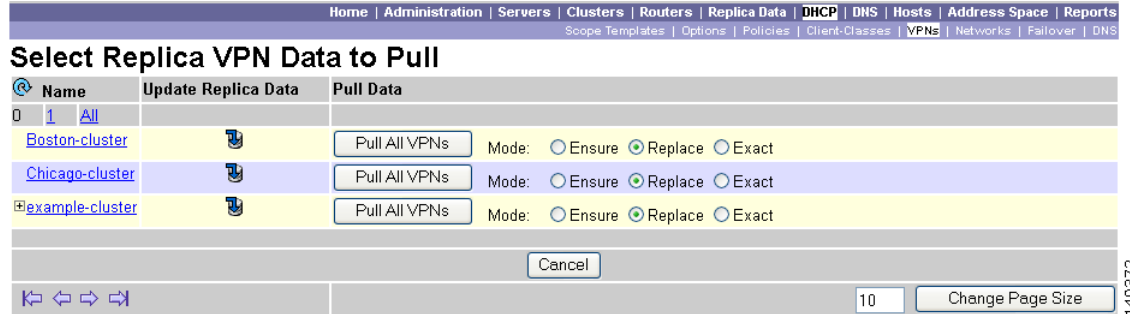 Home | Administration | Servers | Clusters | Routers | Replica Data | DHCP | DNS | Hosts | Address Space | Reports
Scope Templates | Options | Policies | Client-Classes | VPNs | Networks | Failover | DNS
Select Replica VPN Data to Pull
Name Update Replica Data Pull Data
0 1 All
Boston-cluster Pull All VPNs Mode: Ensure Replace Exact
Chicago-cluster Pull All VPNs Mode: Ensure Replace Exact
example-cluster Pull All VPNs Mode: Ensure Replace Exact
Cancel
10 Change Page Size